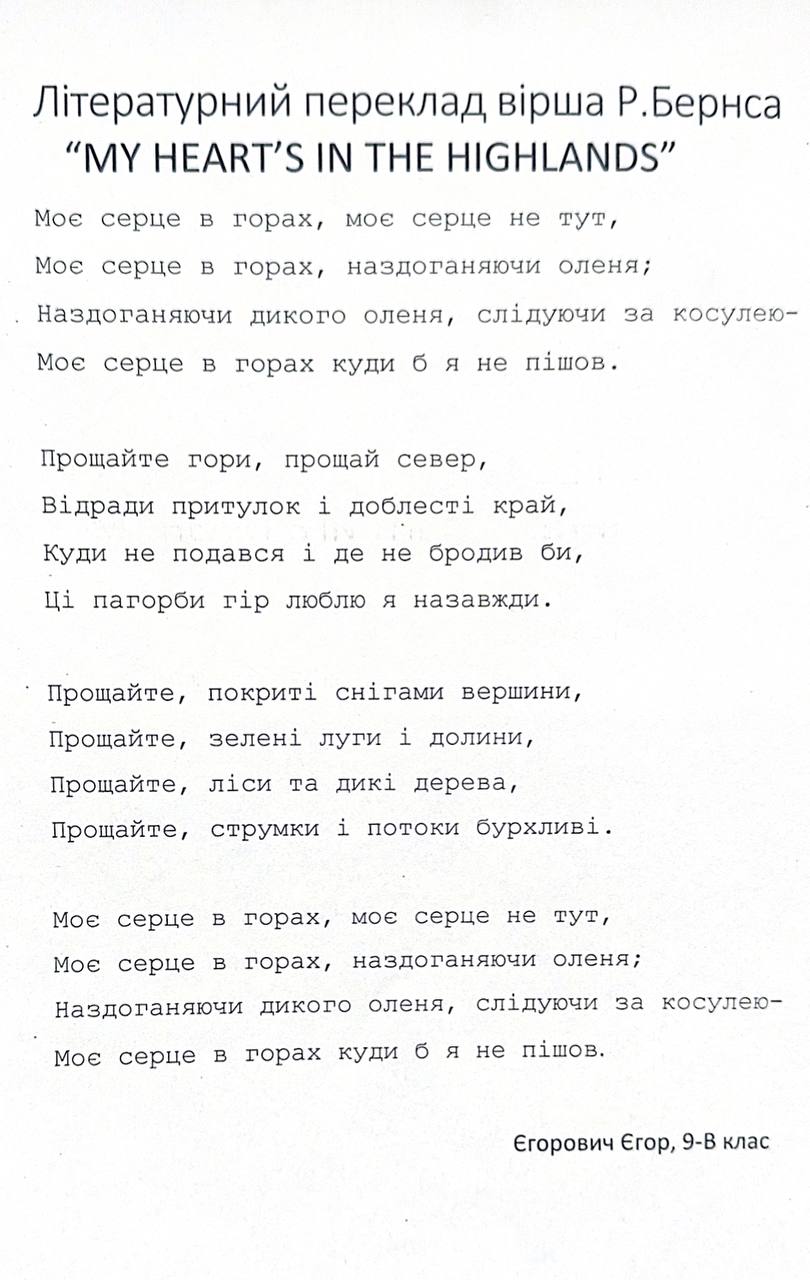 Літературний переклад вірша Р.Бернса
“MY HEART’S IN THE HIGHLANDS”
Моє серце в горах, моє серце не тут,
Моє серце в горах, наздоганяючи оленя;
Наздоганяючи дикого оленя, слідуючи за косулею-
Моє серце в горах куди б я не пішов.
Прощайте гори, прощай север,
Відради притулок і доблесті край,
Куди не подався і де не бродив би,
Ці пагорби гір люблю я назавжди.
Прощайте, покриті снігами вершини,
Прощайте, зелені луги і долини,
Прощайте, ліси та дикі дерева,
Прощайте, струмки і потоки бурхливі.
Моє серце в горах, моє серце не тут,
Моє серце в горах, наздоганяючи оленя;
Наздоганяючи дикого оленя, слідуючи за косулею-
Моє серце в горах куди б я не пішов.
Єгорович Єгор, 9-В клас